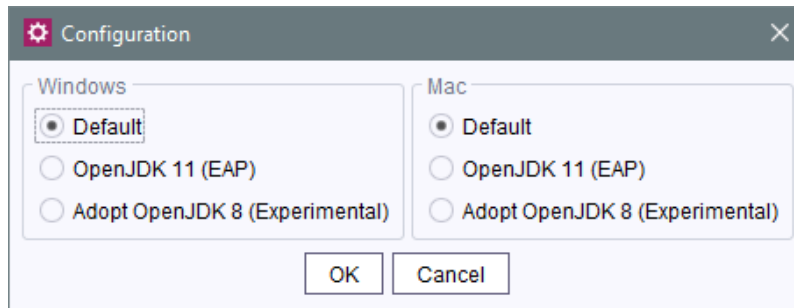 Configuration
Windows
Default
OpenJDK 11 (EAP)
Adopt OpenJDK 8 (Experimental)
Mac
Default
OpenJDK 11 (EAP)
Adopt OpenJDK 8 (Experimental)
OK
Cancel